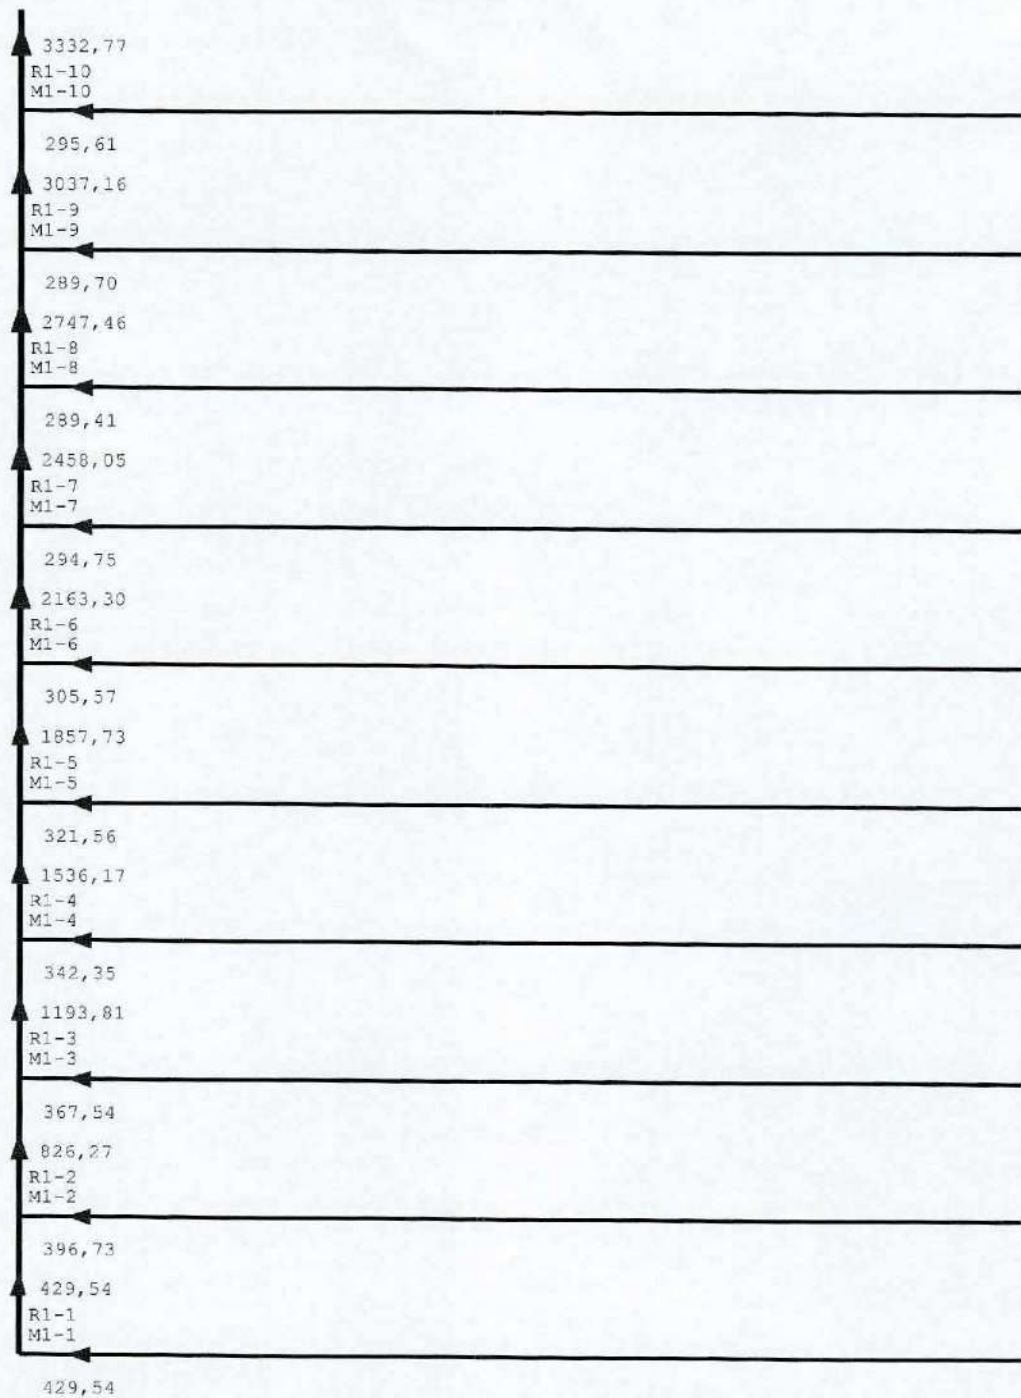 3332,77
R1-10
M1-10
295,61
3037,16
R1-9
M1-9
289,70
2747,46
R1-8
M1-8
289,41
2458,05
R1-7
M1-7
294,75
2163,30
R1-6
M1-6
305,57
1857,73
R1-5
M1-5
321,56
1536,17
R1-4
M1-4
342,35
1193,81
R1-3
M1-3
367,54
826,27
R1-2
M1-2
396,73
429,54
R1-1
M1-1
429,54